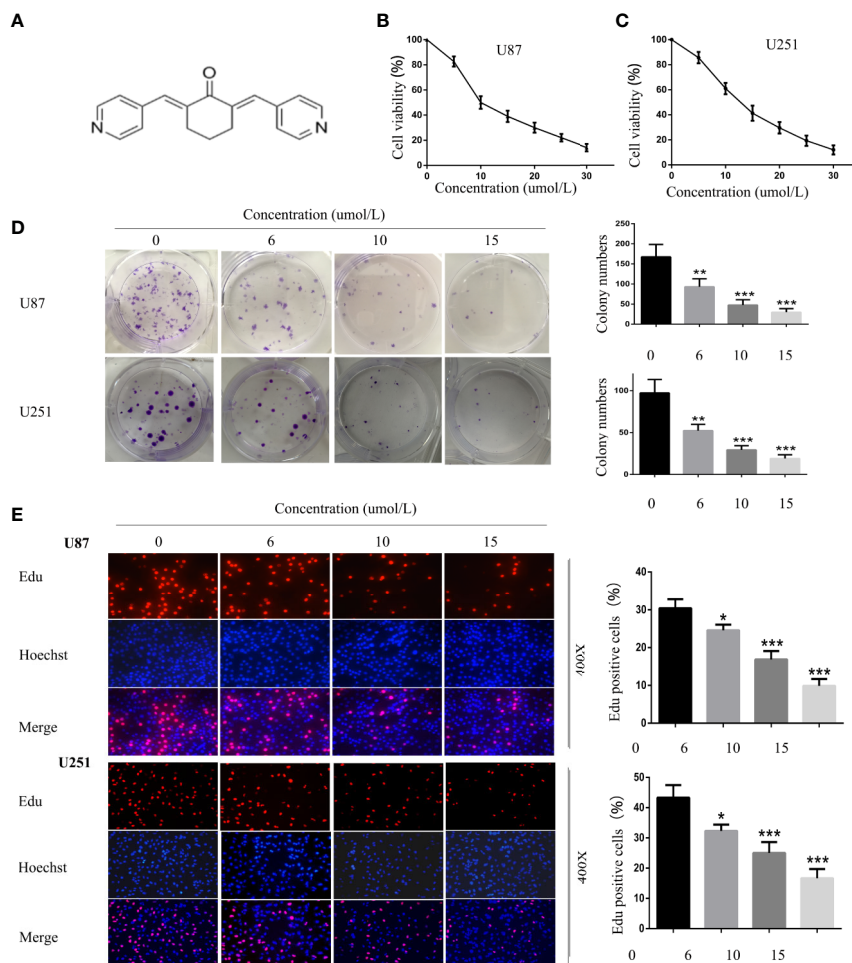 A
O
N
N
B
U87
Cell viability (%)
100
80
60
40
20
0
0
10
20
30
Concentration (umol/L)
C
U251
Cell viability (%)
100
80
60
40
20
0
0
10
20
30
Concentration (umol/L)
D
Concentration (umol/L)
0 6 10 15
U87
U251
Colony numbers
250
200
150
100
50
0
**
***
***
0 6 10 15
Colony numbers
100
50
0
**
***
***
0 6 10 15
E
Concentration (umol/L)
U87
0 6 10 15
Edu
Hoechst
Merge
400X
U251
Edu
Hoechst
Merge
400X
Edu positive cells (%)
40
30
20
10
0
*
***
***
0 6 10 15
Edu positive cells (%)
50
40
30
20
10
0
*
***
***
0 6 10 15